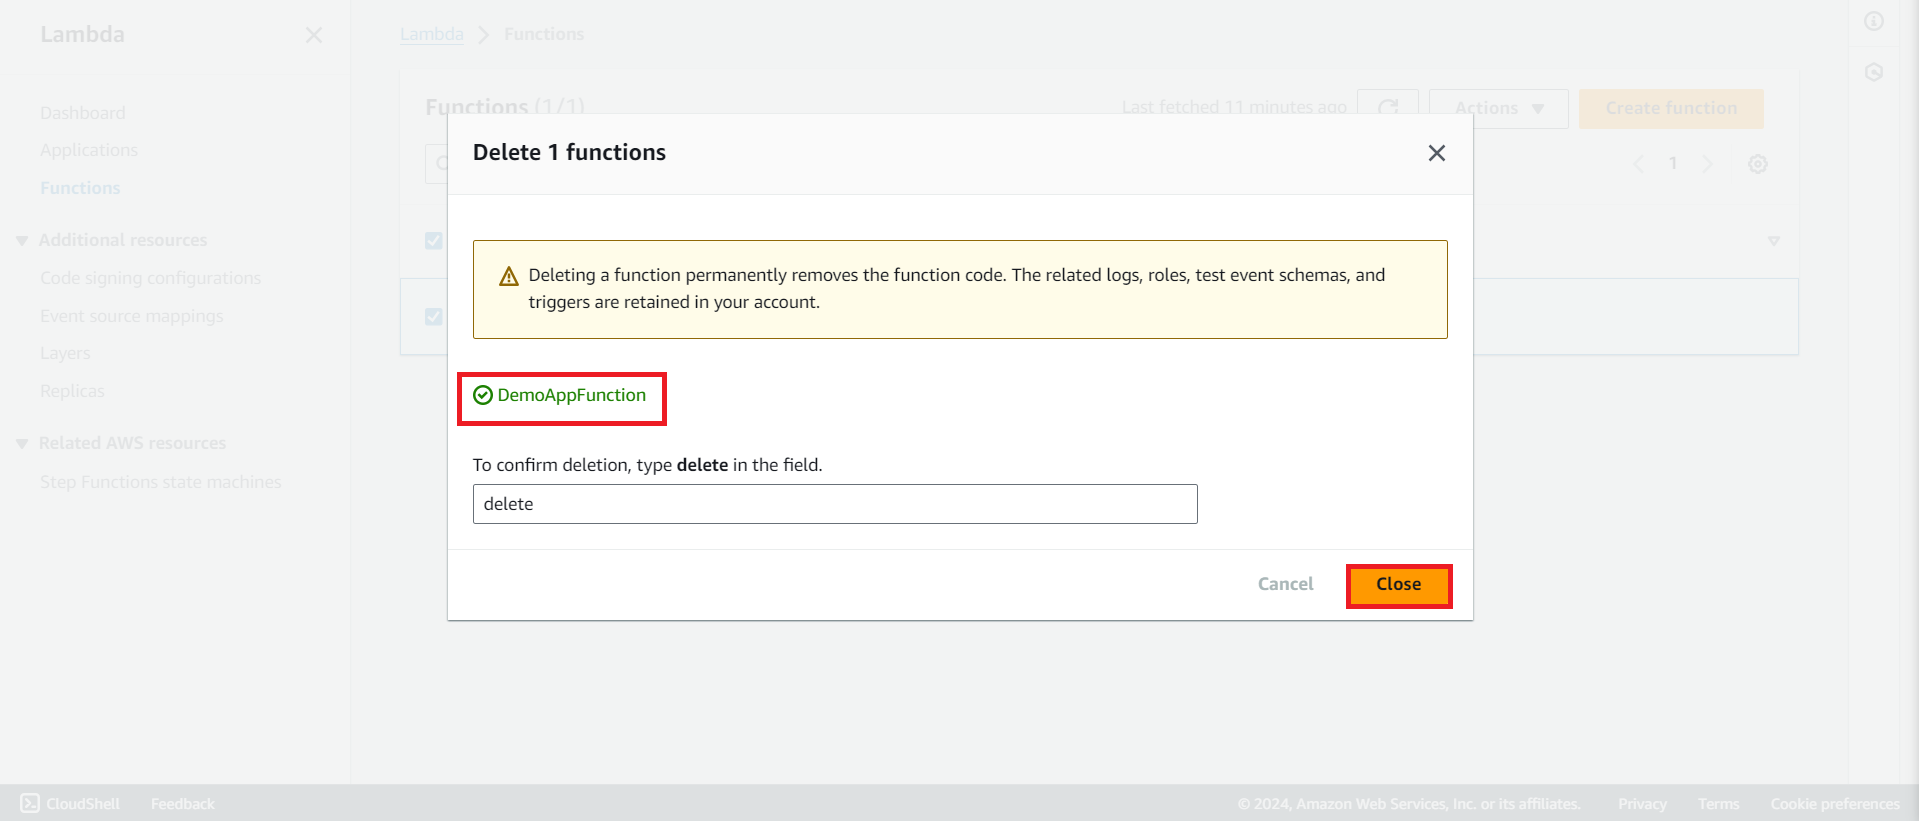 Lambda
Dashboard
Applications
Functions
Additional resources
Code signing configurations
Event source mappings
Layers
Replicas
Related AWS resources
Step Functions state machines
Lambda > Functions
Functions (1/1)
Last fetched 11 minutes ago
Actions
Create function
1
Delete 1 functions
Deleting a function permanently removes the function code. The related logs, roles, test event schemas, and
triggers are retained in your account.
DemoAppFunction
To confirm deletion, type delete in the field.
delete
Cancel
Close
CloudShell
Feedback
© 2024, Amazon Web Services, Inc. or its affiliates.
Privacy
Terms
Cookie preferences